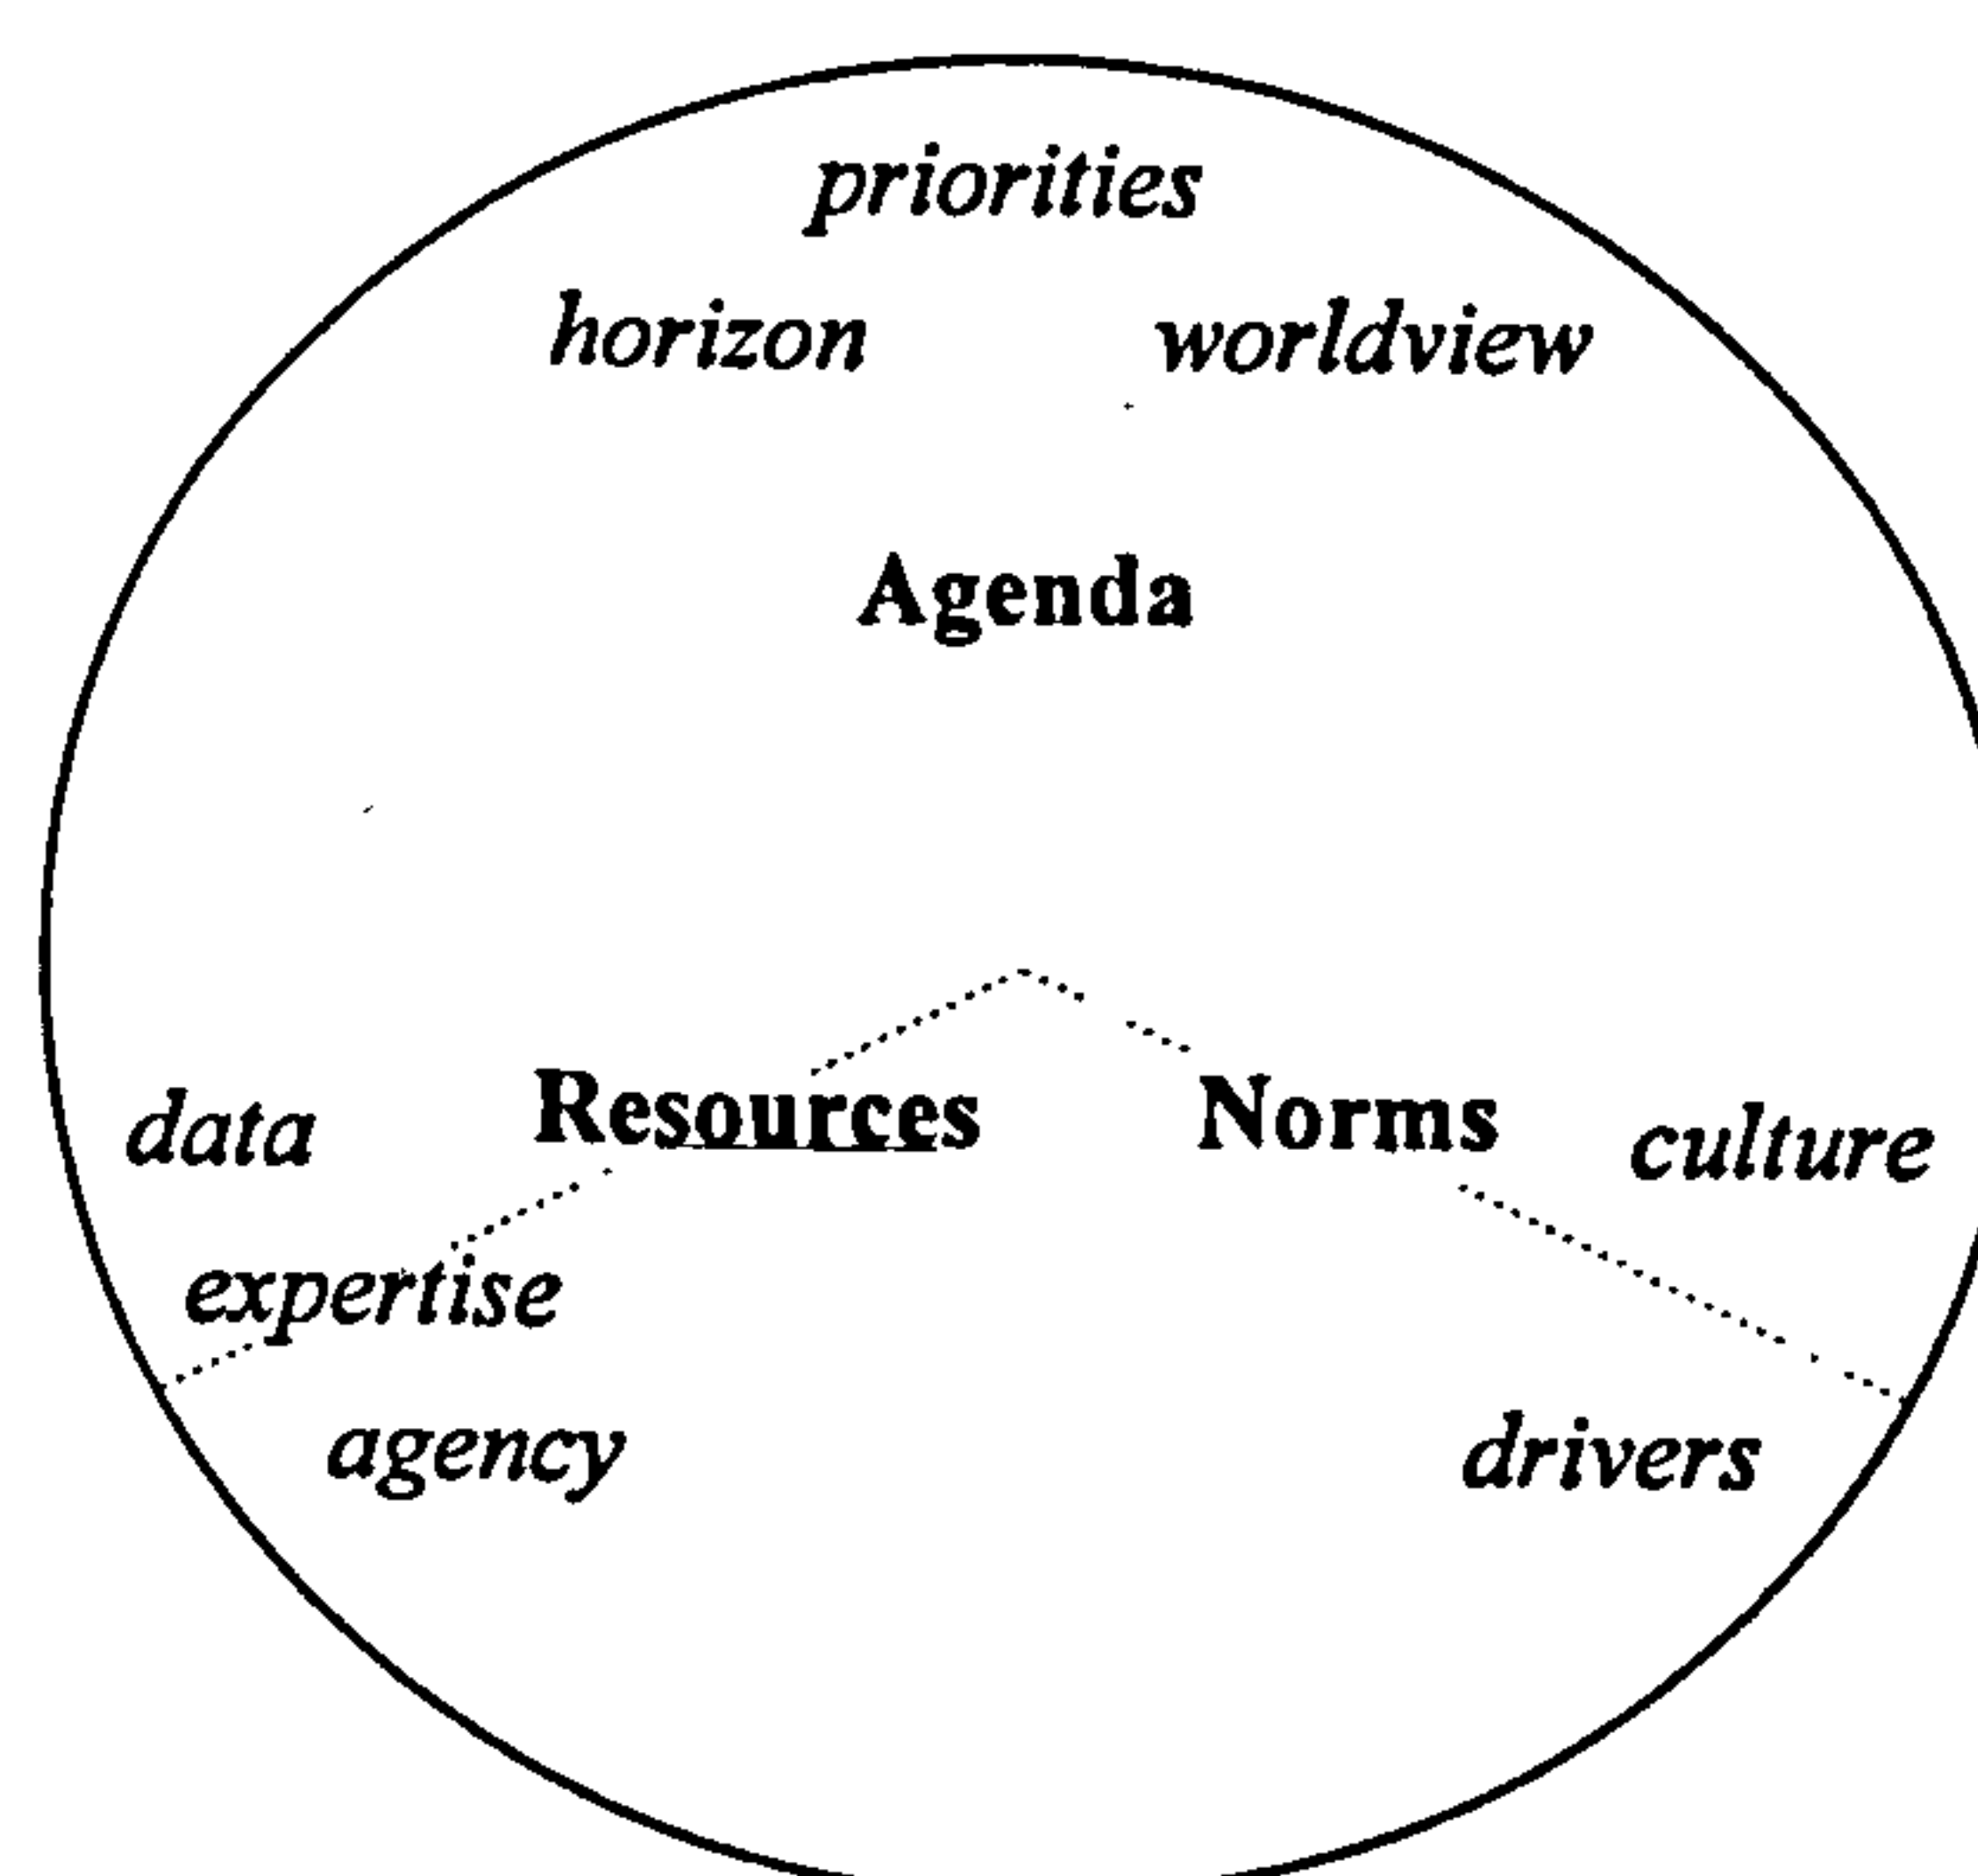 priorities
horizon worldview
Agenda
data Resources Norms culture
expertise
agency drivers